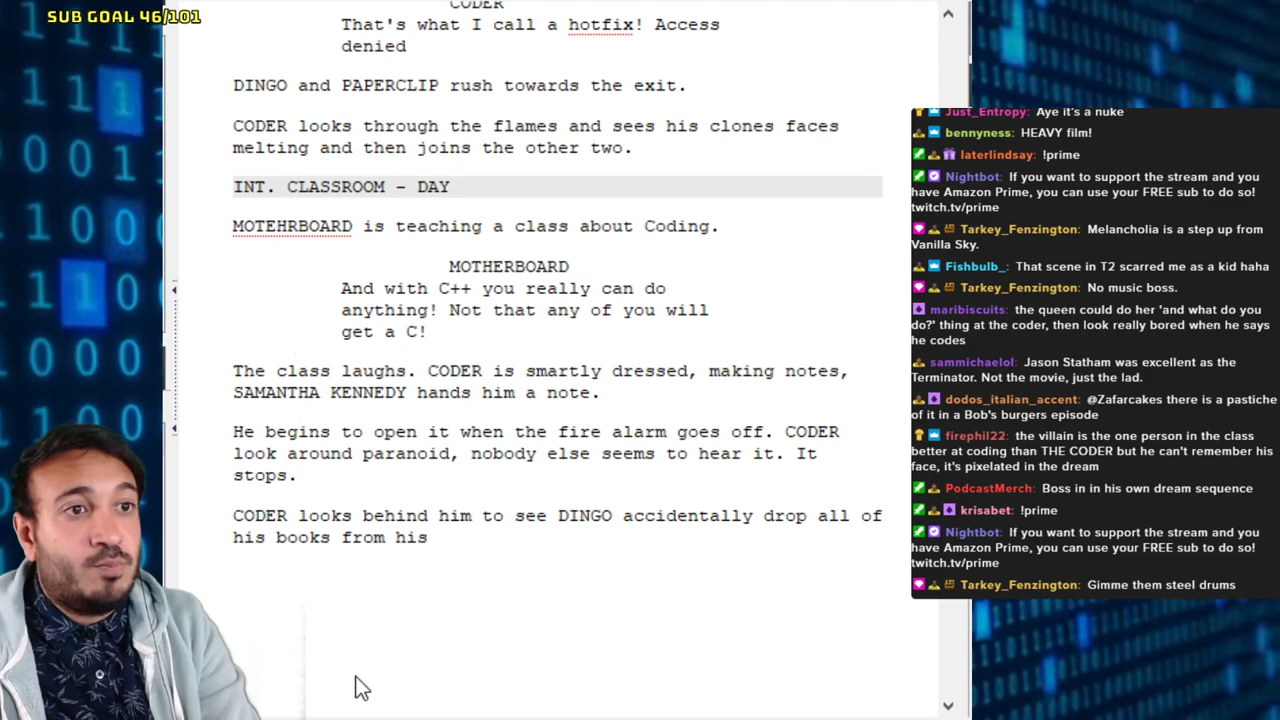 SUB GOAL 46/101
CODER
That's what I call a hotfix! Access
denied
DINGO and PAPERCLIP rush towards the exit.
CODER looks through the flames and sees his clones faces
melting and then joins the other two.
INT. CLASSROOM - DAY
MOTEHRBOARD is teaching a class about Coding.
MOTHERBOARD
And with C++ you really can do
anything! Not that any of you will
get a C!
The class laughs. CODER is smartly dressed, making notes,
SAMANTHA KENNEDY hands him a note.
He begins to open it when the fire alarm goes off. CODER
look around paranoid, nobody else seems to hear it. It
stops.
CODER looks behind him to see DINGO accidentally drop all of
his books from his
Just_Entropy: Aye it's a nuke
bennyness: HEAVY film!
laterlindsay: !prime
Nightbot: If you want to support the stream and you
have Amazon Prime, you can use your FREE sub to do so!
twitch.tv/prime
Tarkey_Fenzington: Melancholia is a step up from
Vanilla Sky.
Fishbulb_: That scene in T2 scarred me as a kid haha
Tarkey_Fenzington: No music boss.
maribiscuits: the queen could do her 'and what do you
do?' thing at the coder, then look really bored when he says
he codes
sammichaelol: Jason Statham was excellent as the
Terminator. Not the movie, just the lad.
dodos_italian_accent: @Zafarcakes there is a pastiche
of it in a Bob's burgers episode
firephil22: the villain is the one person in the class
better at coding than THE CODER but he can't remember his
face, it's pixelated in the dream
PodcastMerch: Boss in in his own dream sequence
krisabet: !prime
Nightbot: If you want to support the stream and you
have Amazon Prime, you can use your FREE sub to do so!
twitch.tv/prime
Tarkey_Fenzington: Gimme them steel drums